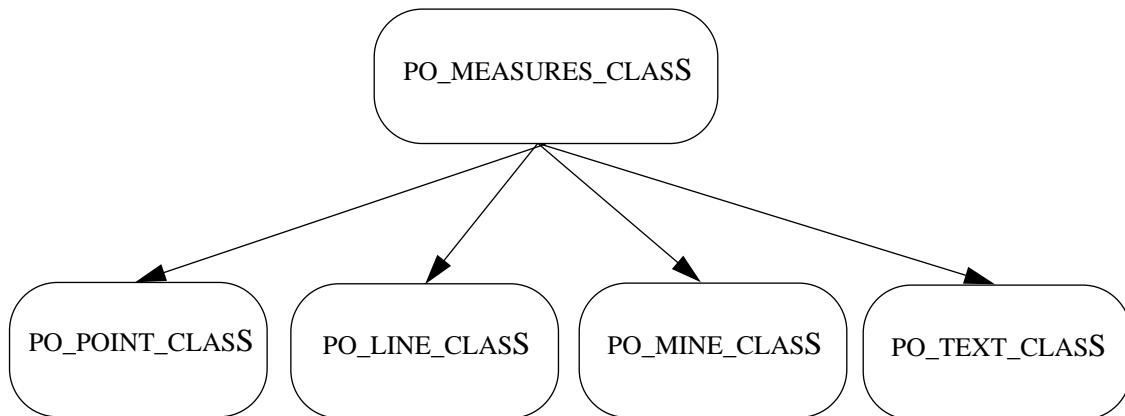 PO_MEASURES_CLASS
PO_POINT_CLASS
PO_LINE_CLASS
PO_MINE_CLASS
PO_TEXT_CLASS